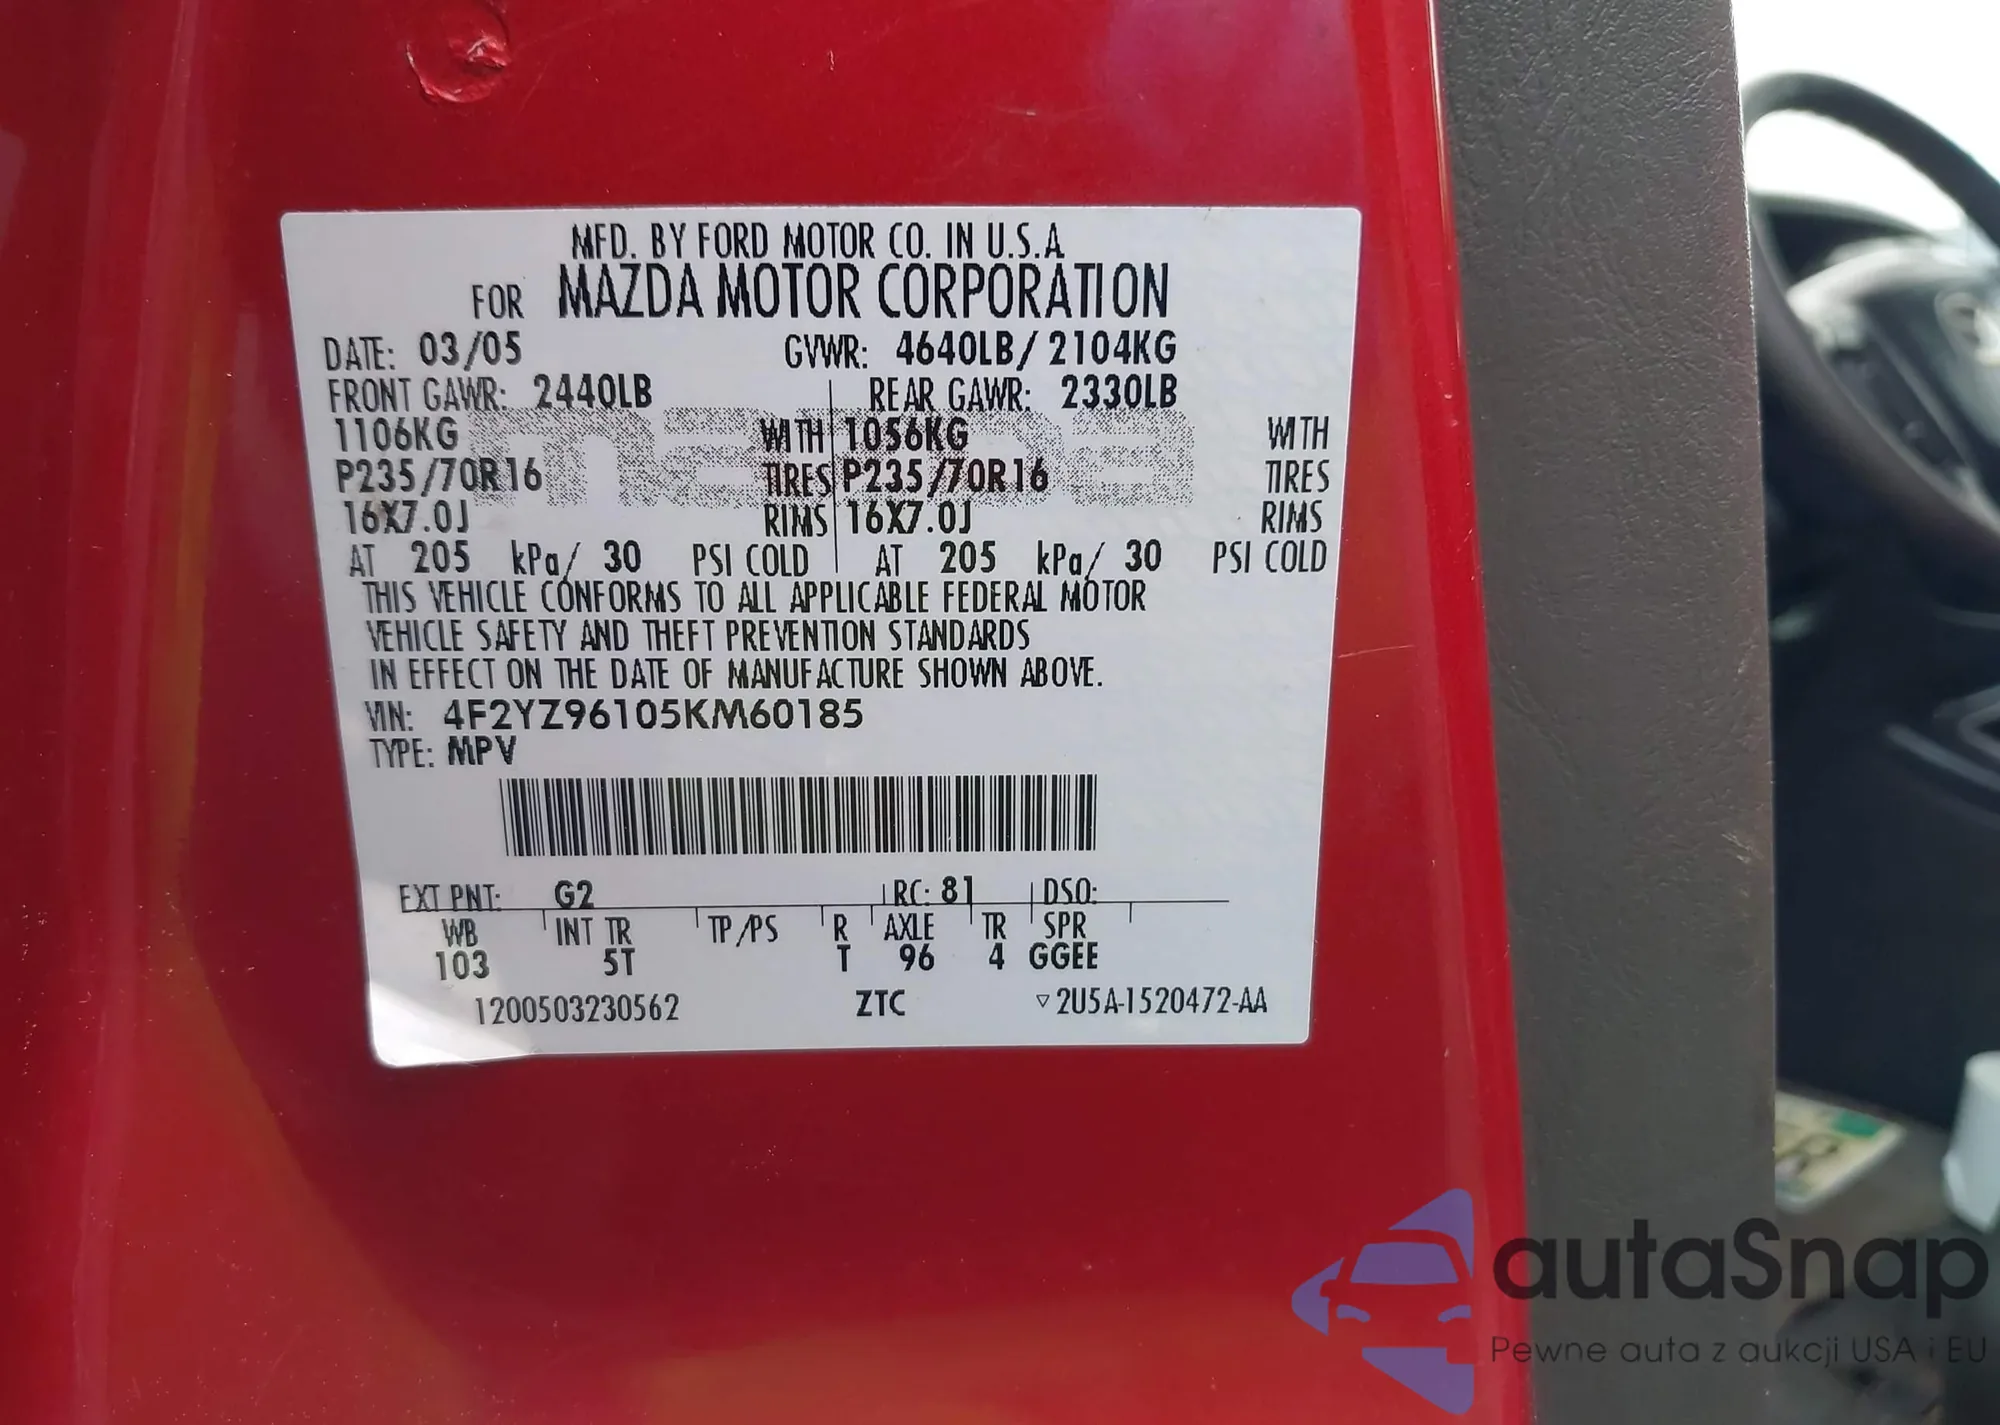 MFD. BY FORD MOTOR CO. IN U.S.A
FOR MAZDA MOTOR CORPORATION
DATE: 03/05 GVWR: 4640LB/ 2104KG
FRONT GAWR: 2440LB REAR GAWR: 2330LB
1106KG WITH 1056KG WITH
P235/70R16 TIRES P235/70R16 TIRES
16X7.0J RIMS 16X7.0J RIMS
AT 205 kPa/ 30 PSI COLD AT 205 kPa/ 30 PSI COLD
THIS VEHICLE CONFORMS TO ALL APPLICABLE FEDERAL MOTOR
VEHICLE SAFETY AND THEFT PREVENTION STANDARDS
IN EFFECT ON THE DATE OF MANUFACTURE SHOWN ABOVE.
VIN: 4F2YZ96105KM60185
TYPE: MPV
EXT PNT: G2 RC: 81 DSO:
WB INT TR TP/PS R AXLE TR SPR
103 5T T 96 4 GGEE
1200503230562 ZTC ▽2U5A-1520472-AA
autaSnap
Pewne auta z aukcji USA i EU